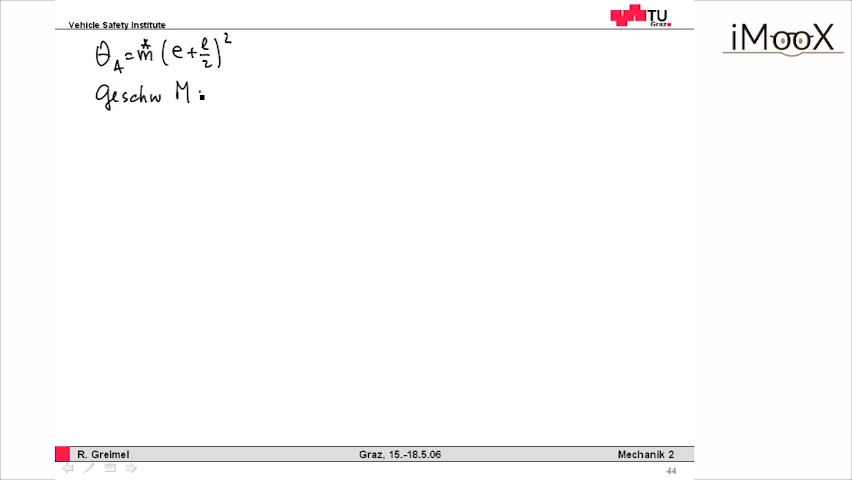 Vehicle Safety Institute
TU
Graz
iMooX
θ_A = m* (e + l/2)²
Geschw M :
R. Greimel Graz, 15.-18.5.06 Mechanik 2
44